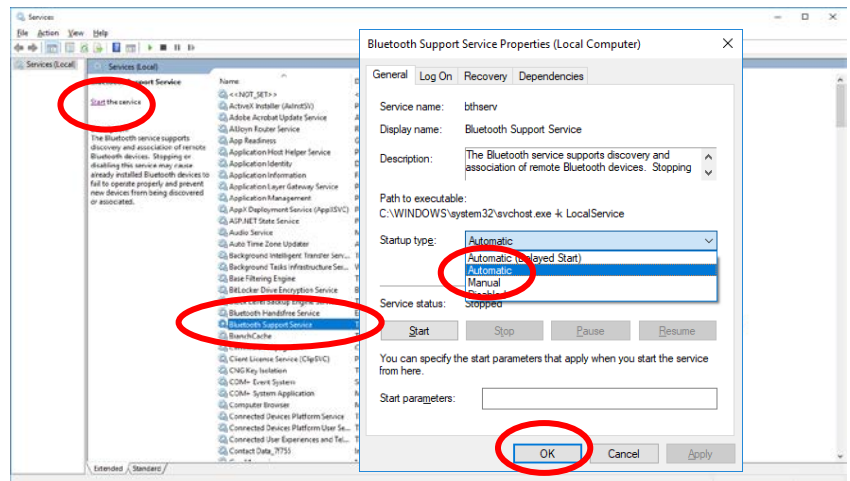 Services
File Action View Help
Services (Local)
Services (Local)
Support Service
Start the service
The Bluetooth service supports
discovery and association of remote
Bluetooth devices. Stopping or
disabling this service may cause
already installed Bluetooth devices to
fail to operate properly and prevent
new devices from being discovered
or associated.
Name
<<NOT_SET>>
ActiveX Installer (AxInstSV)
Adobe Acrobat Update Service
AllJoyn Router Service
App Readiness
Application Host Helper Service
Application Identity
Application Information
Application Layer Gateway Service
Application Management
AppX Deployment Service (AppXSVC)
ASP.NET State Service
Audio Service
Auto Time Zone Updater
Background Intelligent Transfer Serv...
Background Tasks Infrastructure Ser...
Base Filtering Engine
BitLocker Drive Encryption Service
Block Level Backup Engine Service
Bluetooth Handsfree Service
Bluetooth Support Service
BranchCache
Client License Service (ClipSVC)
CNG Key Isolation
COM+ Event System
COM+ System Application
Computer Browser
Connected Devices Platform Service
Connected Devices Platform User Se...
Connected User Experiences and Tel...
Contact Data_7f755
Extended Standard
Bluetooth Support Service Properties (Local Computer)
General Log On Recovery Dependencies
Service name: bthserv
Display name: Bluetooth Support Service
Description: The Bluetooth service supports discovery and
association of remote Bluetooth devices. Stopping
Path to executable:
C:\WINDOWS\system32\svchost.exe -k LocalService
Startup type: Automatic
Automatic (Delayed Start)
Automatic
Manual
Disabled
Service status: Stopped
Start Stop Pause Resume
You can specify the start parameters that apply when you start the service
from here.
Start parameters:
OK Cancel Apply